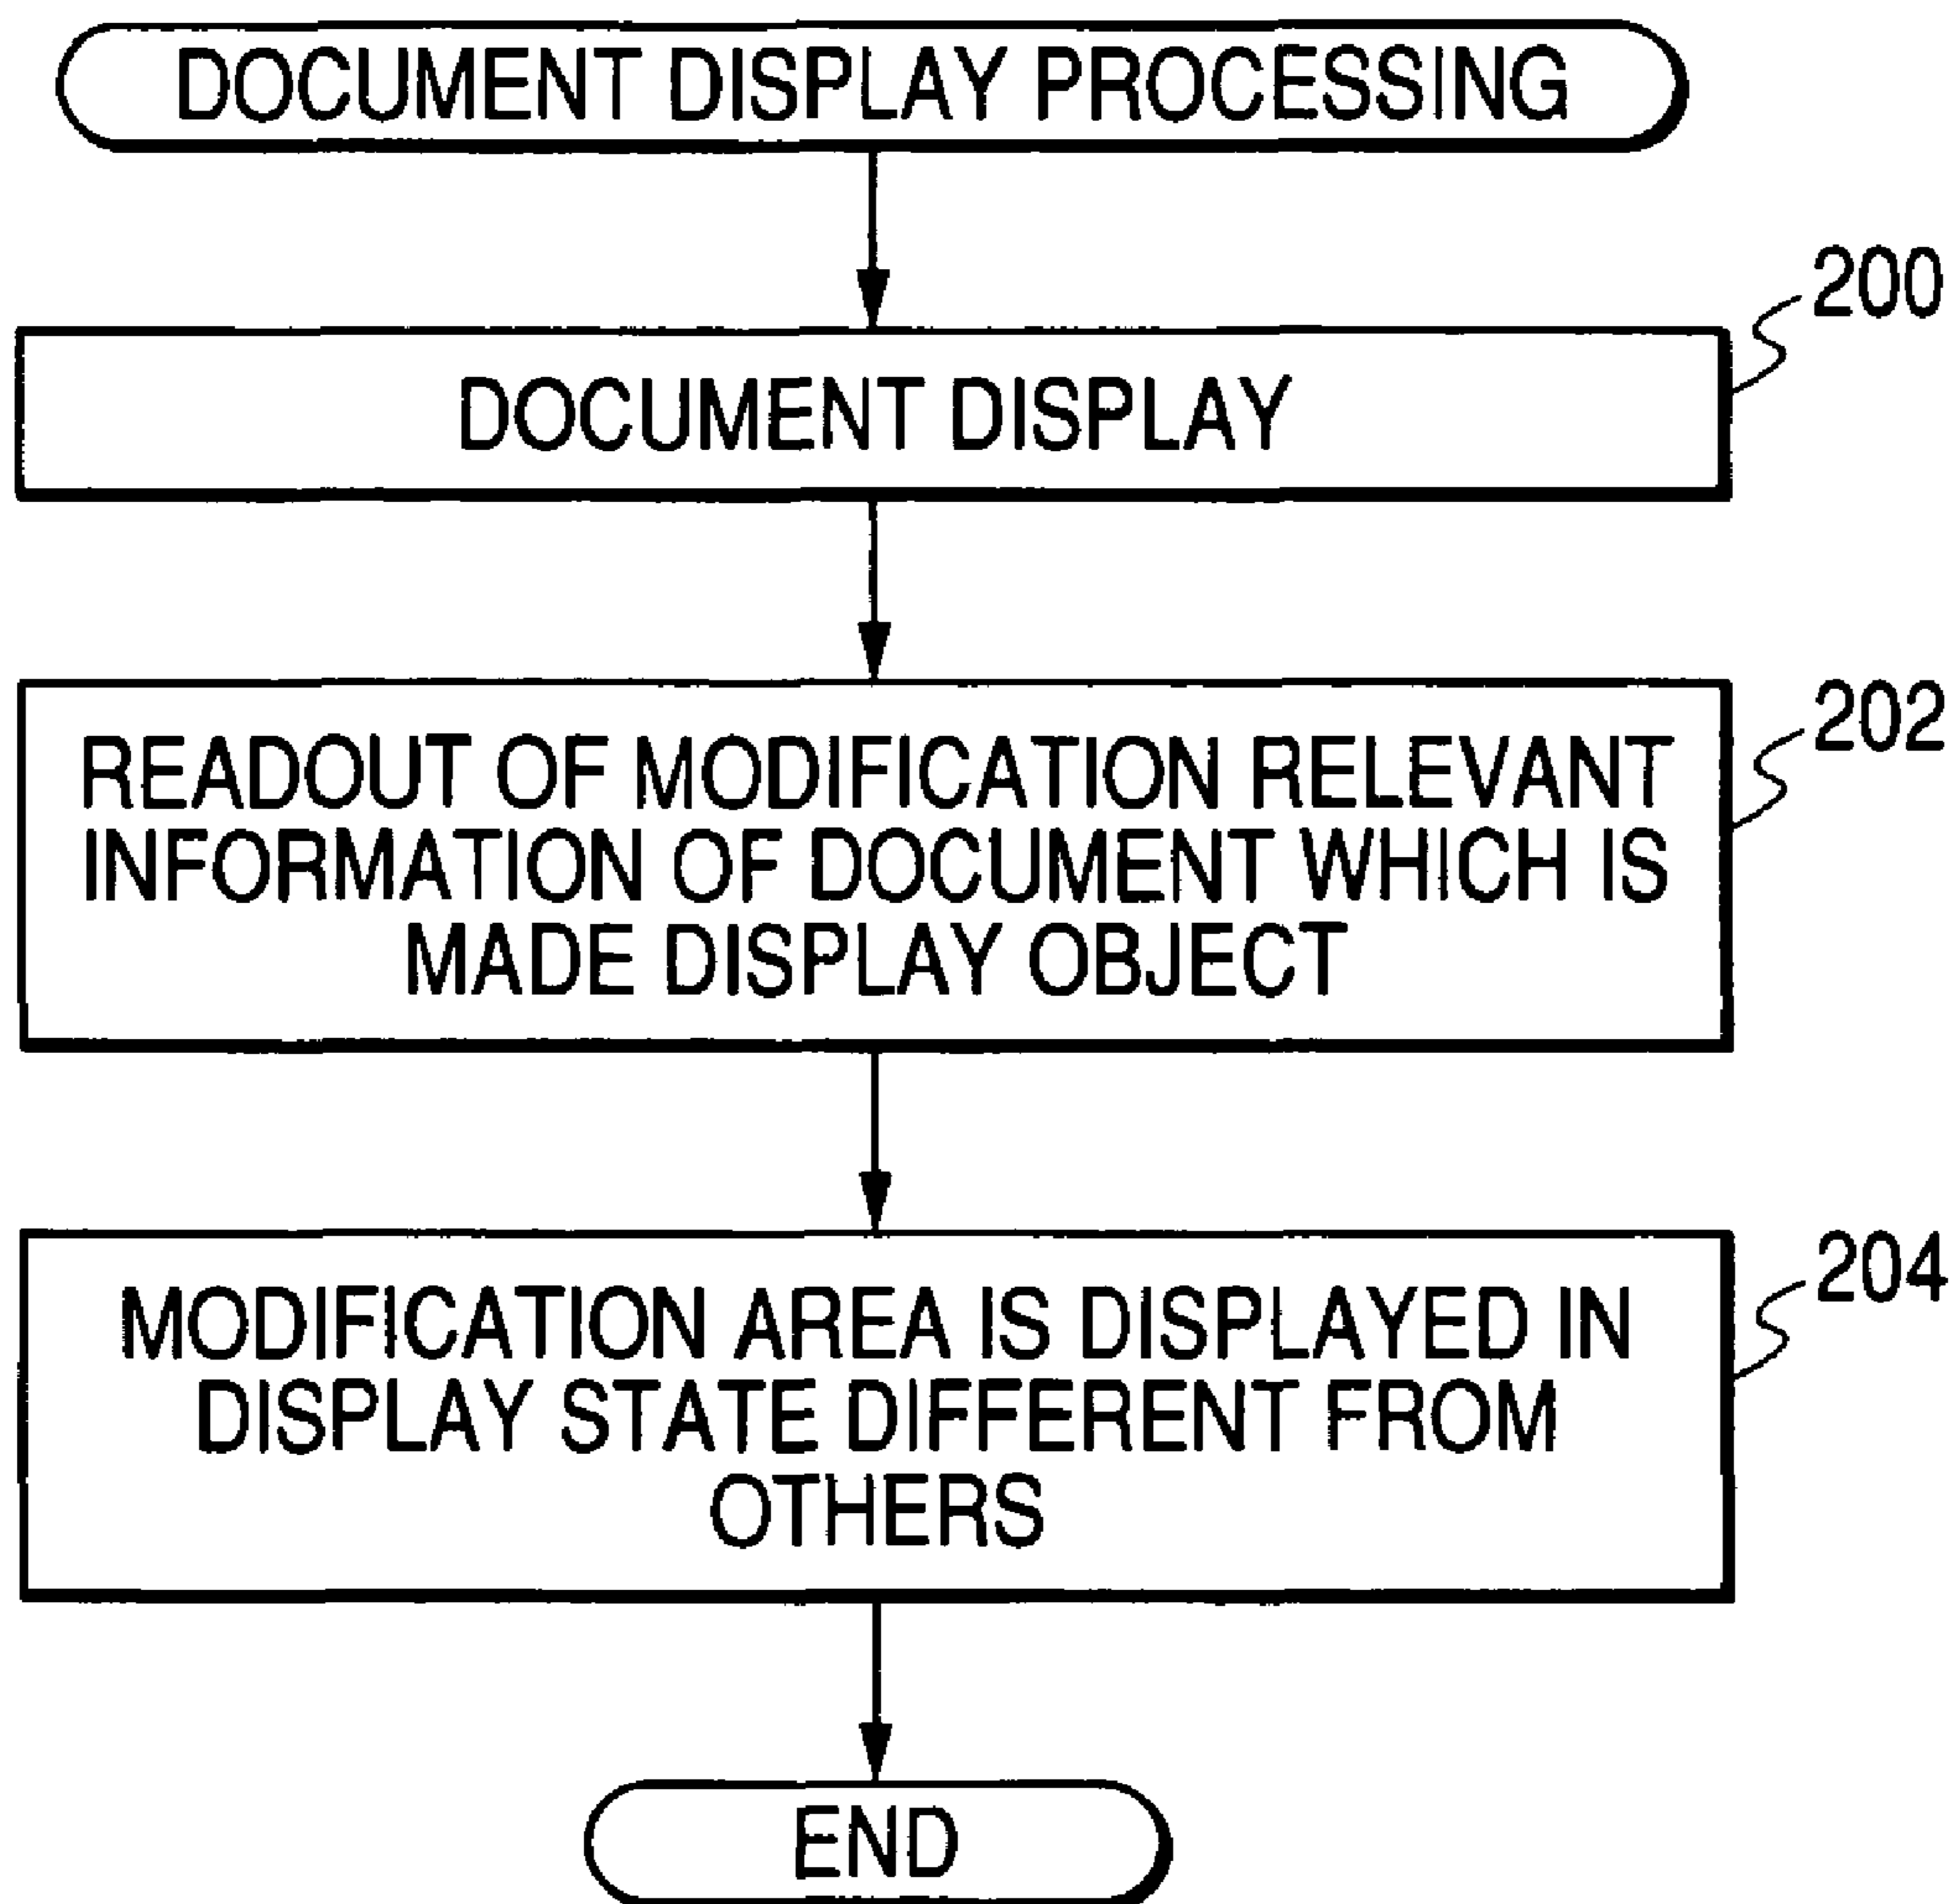 DOCUMENT DISPLAY PROCESSING
200
DOCUMENT DISPLAY
202
READOUT OF MODIFICATION RELEVANT
INFORMATION OF DOCUMENT WHICH IS
MADE DISPLAY OBJECT
204
MODIFICATION AREA IS DISPLAYED IN
DISPLAY STATE DIFFERENT FROM
OTHERS
END